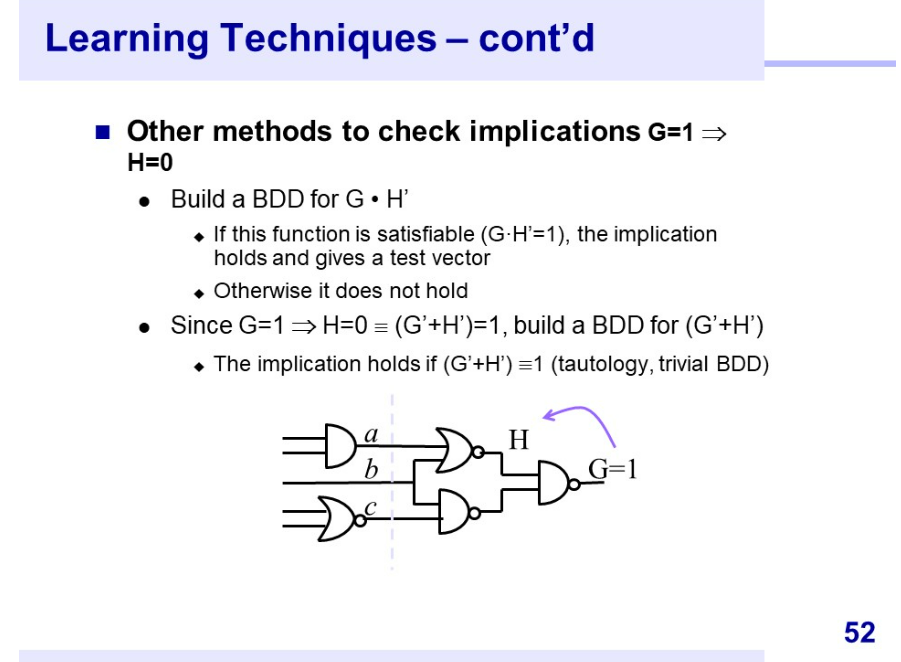 Learning Techniques – cont’d
■ Other methods to check implications G=1 ⇒
H=0
● Build a BDD for G • H’
◆ If this function is satisfiable (G·H’=1), the implication
holds and gives a test vector
◆ Otherwise it does not hold
● Since G=1 ⇒ H=0 ≡ (G’+H’)=1, build a BDD for (G’+H’)
◆ The implication holds if (G’+H’) ≡1 (tautology, trivial BDD)
a
H
b
G=1
c
52